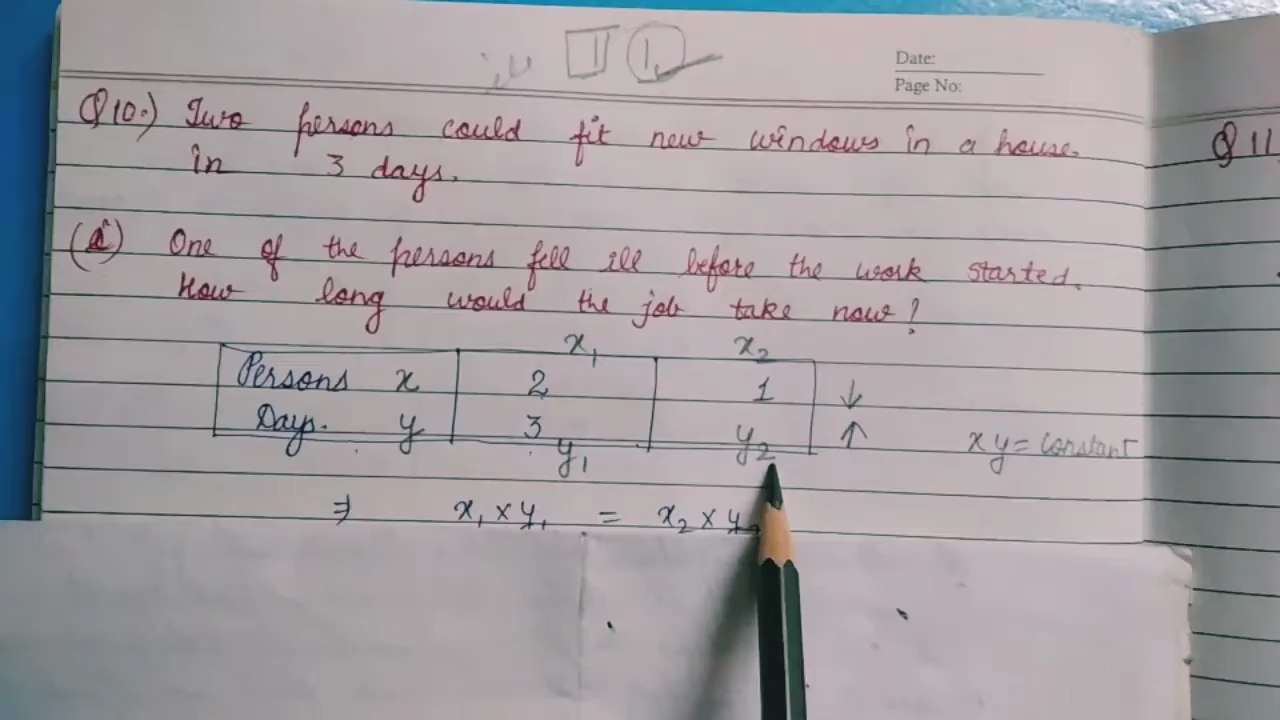 Date:
Page No:
Q10.) Two persons could fit new windows in a house
in 3 days.
Q11
(i) One of the persons fell ill before the work started.
How long would the job take now?
x₁ x₂
Persons x 2 1 ↓
Days. y 3 y₂ ↑
y₁
xy = constant
⇒ x₁ × y₁ = x₂ × y₂